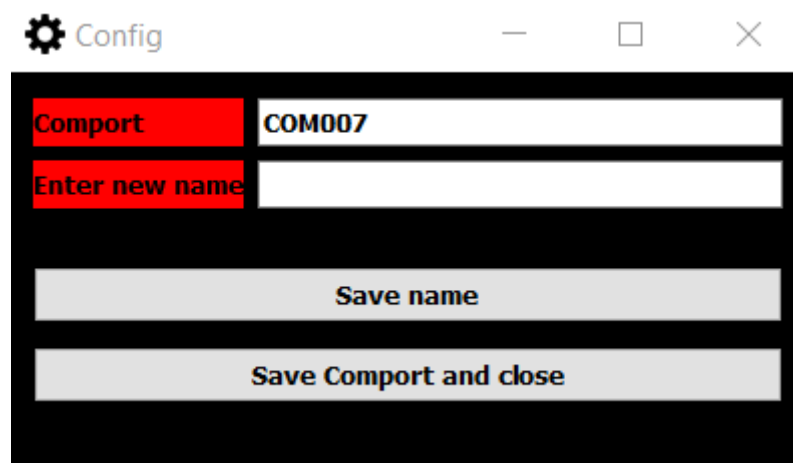 Config
Comport COM007
Enter new name
Save name
Save Comport and close